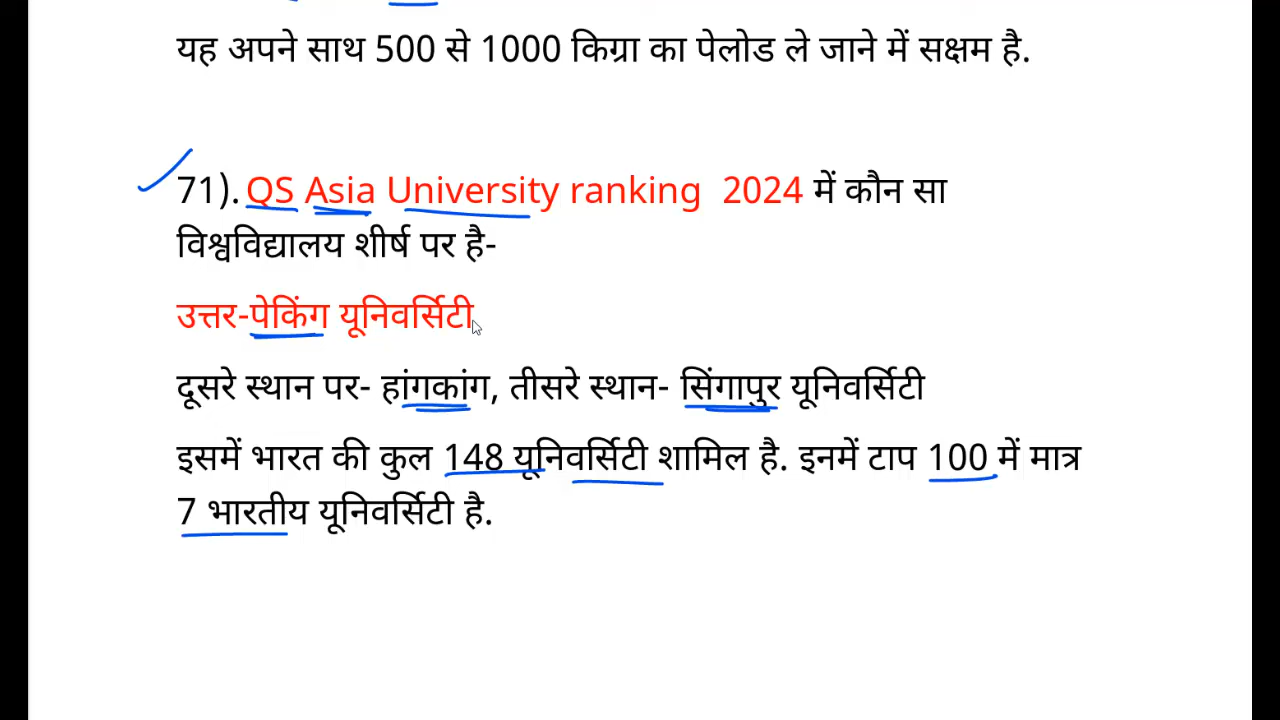 यह अपने साथ 500 से 1000 किग्रा का पेलोड ले जाने में सक्षम है.
71). QS Asia University ranking 2024 में कौन सा
विश्वविद्यालय शीर्ष पर है-
उत्तर-पेकिंग यूनिवर्सिटी
दूसरे स्थान पर- हांगकांग, तीसरे स्थान- सिंगापुर यूनिवर्सिटी
इसमें भारत की कुल 148 यूनिवर्सिटी शामिल है. इनमें टाप 100 में मात्र
7 भारतीय यूनिवर्सिटी है.